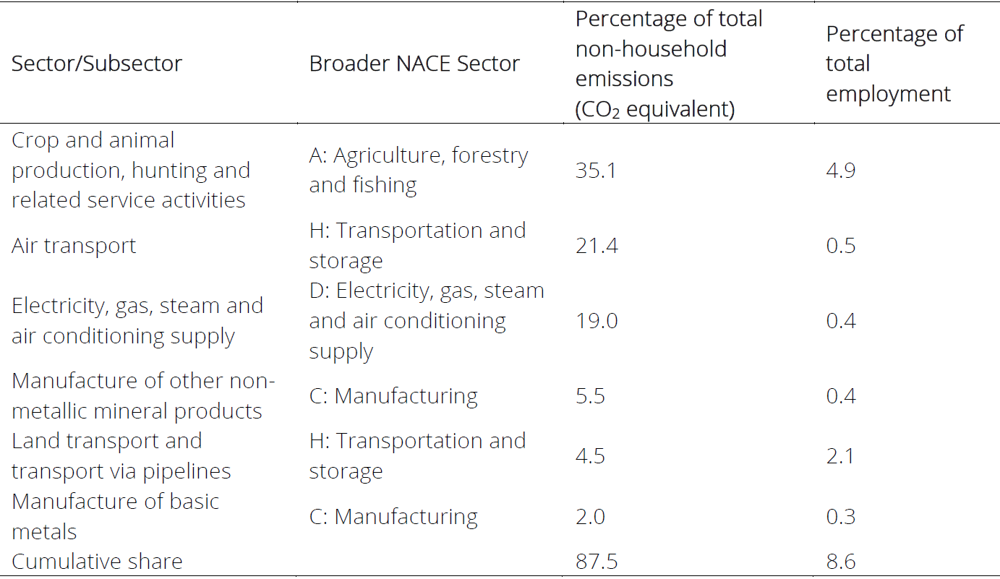 Sector/Subsector
Broader NACE Sector
Percentage of total
non-household
emissions
(CO₂ equivalent)
Percentage of
total
employment
Crop and animal
production, hunting and
related service activities
A: Agriculture, forestry
and fishing
35.1
4.9
Air transport
H: Transportation and
storage
21.4
0.5
Electricity, gas, steam and
air conditioning supply
D: Electricity, gas, steam
and air conditioning
supply
19.0
0.4
Manufacture of other non-
metallic mineral products
C: Manufacturing
5.5
0.4
Land transport and
transport via pipelines
H: Transportation and
storage
4.5
2.1
Manufacture of basic
metals
C: Manufacturing
2.0
0.3
Cumulative share
87.5
8.6